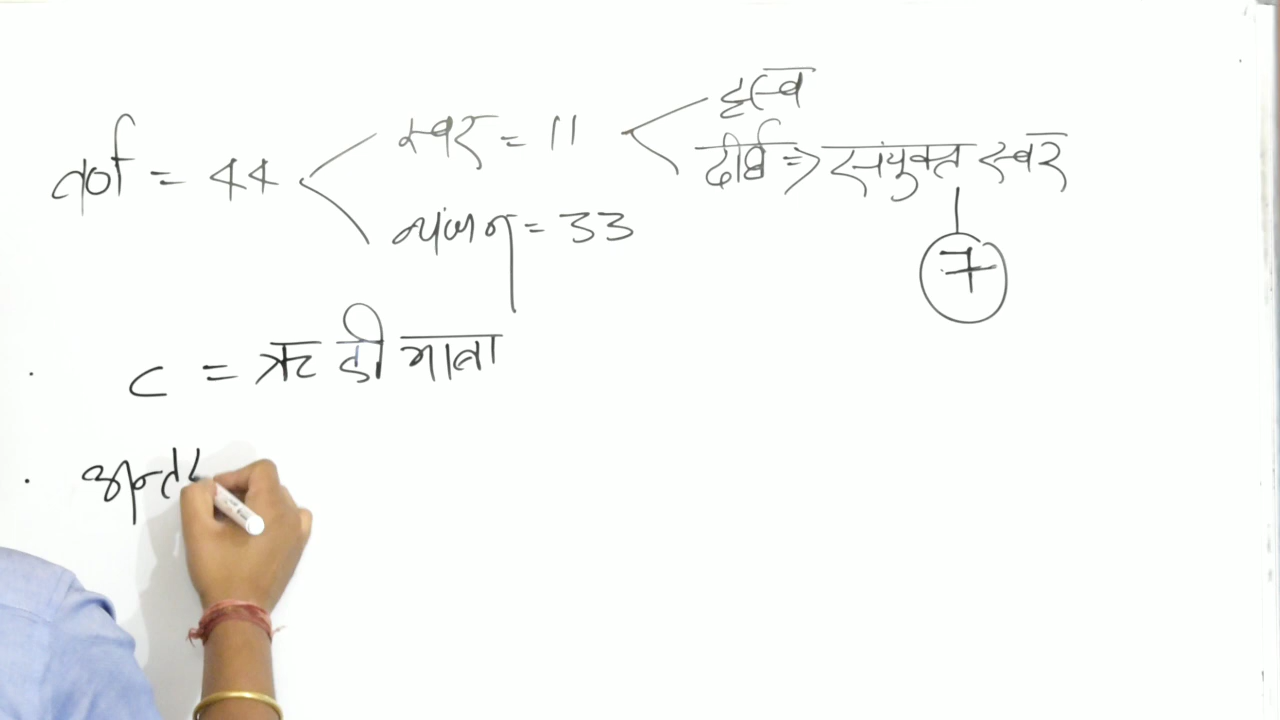 ह्रस्व
वर्ण = 44 स्वर = 11 दीर्घ => संयुक्त स्वर
व्यंजन = 33
7
c = ऋ की मात्रा